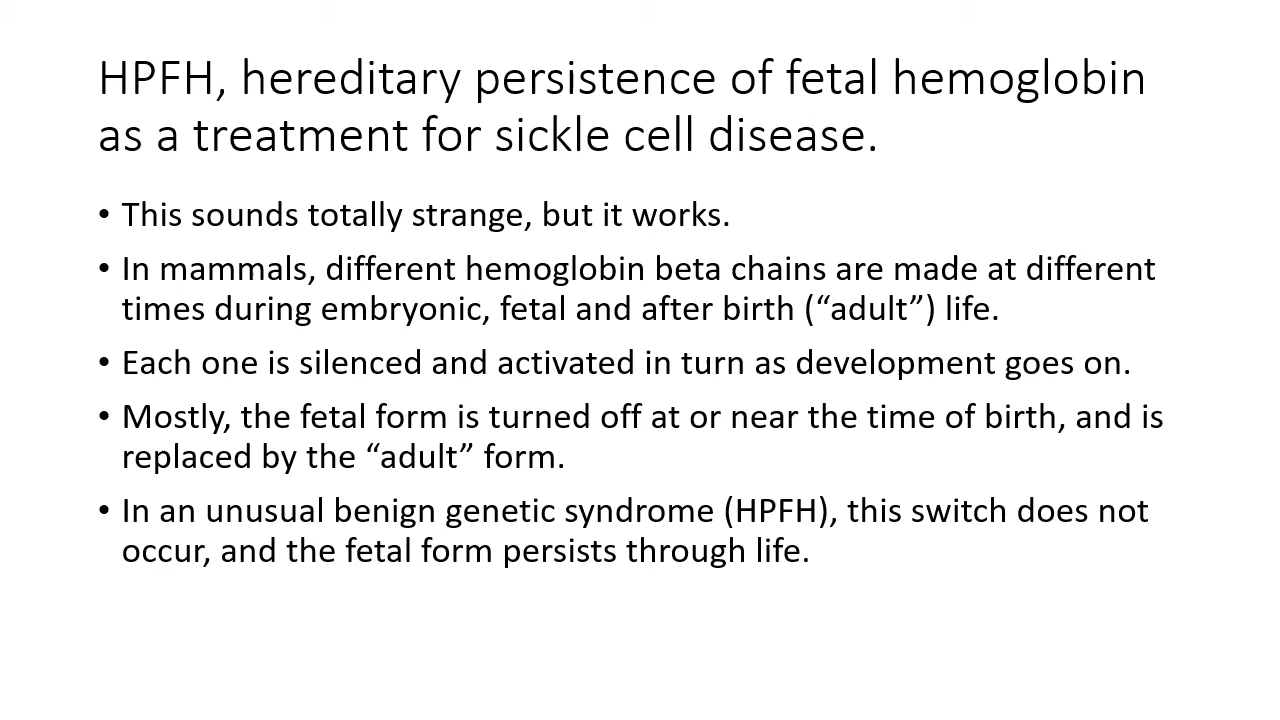 HPFH, hereditary persistence of fetal hemoglobin
as a treatment for sickle cell disease.
• This sounds totally strange, but it works.
• In mammals, different hemoglobin beta chains are made at different
times during embryonic, fetal and after birth (“adult”) life.
• Each one is silenced and activated in turn as development goes on.
• Mostly, the fetal form is turned off at or near the time of birth, and is
replaced by the “adult” form.
• In an unusual benign genetic syndrome (HPFH), this switch does not
occur, and the fetal form persists through life.